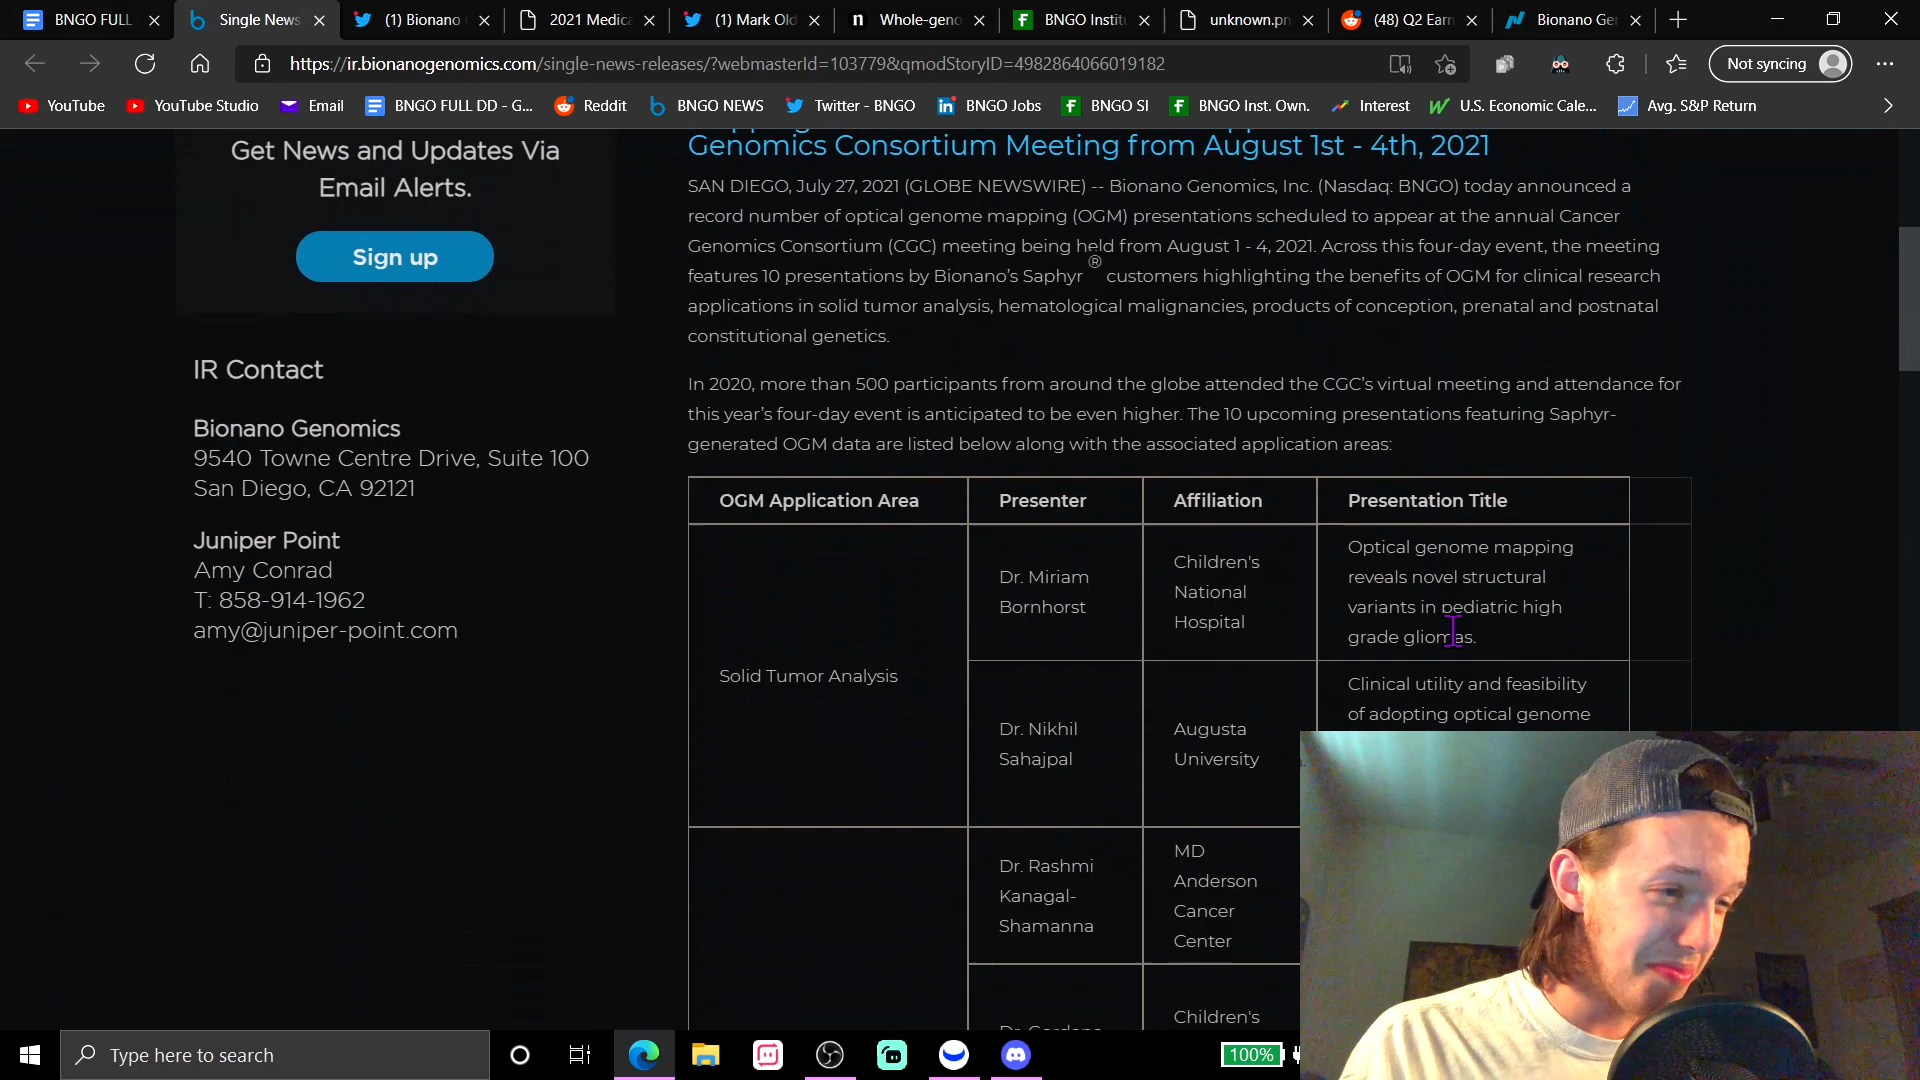 BNGO FULL
Single News
(1) Bionano
2021 Medica
(1) Mark Old
Whole-geno
BNGO Instit
unknown.pn
(48) Q2 Earn
Bionano Ger
https://ir.bionanogenomics.com/single-news-releases/?webmasterId=103779&qmodStoryID=4982864066019182
Not syncing
YouTube
YouTube Studio
Email
BNGO FULL DD - G...
Reddit
BNGO NEWS
Twitter - BNGO
BNGO Jobs
BNGO SI
BNGO Inst. Own.
Interest
U.S. Economic Cale...
Avg. S&P Return
Get News and Updates Via
Email Alerts.
Sign up
IR Contact
Bionano Genomics
9540 Towne Centre Drive, Suite 100
San Diego, CA 92121
Juniper Point
Amy Conrad
T: 858-914-1962
amy@juniper-point.com
Genomics Consortium Meeting from August 1st - 4th, 2021
SAN DIEGO, July 27, 2021 (GLOBE NEWSWIRE) -- Bionano Genomics, Inc. (Nasdaq: BNGO) today announced a
record number of optical genome mapping (OGM) presentations scheduled to appear at the annual Cancer
Genomics Consortium (CGC) meeting being held from August 1 - 4, 2021. Across this four-day event, the meeting
features 10 presentations by Bionano's Saphyr ® customers highlighting the benefits of OGM for clinical research
applications in solid tumor analysis, hematological malignancies, products of conception, prenatal and postnatal
constitutional genetics.
In 2020, more than 500 participants from around the globe attended the CGC's virtual meeting and attendance for
this year's four-day event is anticipated to be even higher. The 10 upcoming presentations featuring Saphyr-
generated OGM data are listed below along with the associated application areas:
OGM Application Area
Presenter
Affiliation
Presentation Title
Solid Tumor Analysis
Dr. Miriam
Bornhorst
Children's
National
Hospital
Optical genome mapping
reveals novel structural
variants in pediatric high
grade gliomas.
Dr. Nikhil
Sahajpal
Augusta
University
Clinical utility and feasibility
of adopting optical genome
Dr. Rashmi
Kanagal-
Shamanna
MD
Anderson
Cancer
Center
Children's
Type here to search
100%